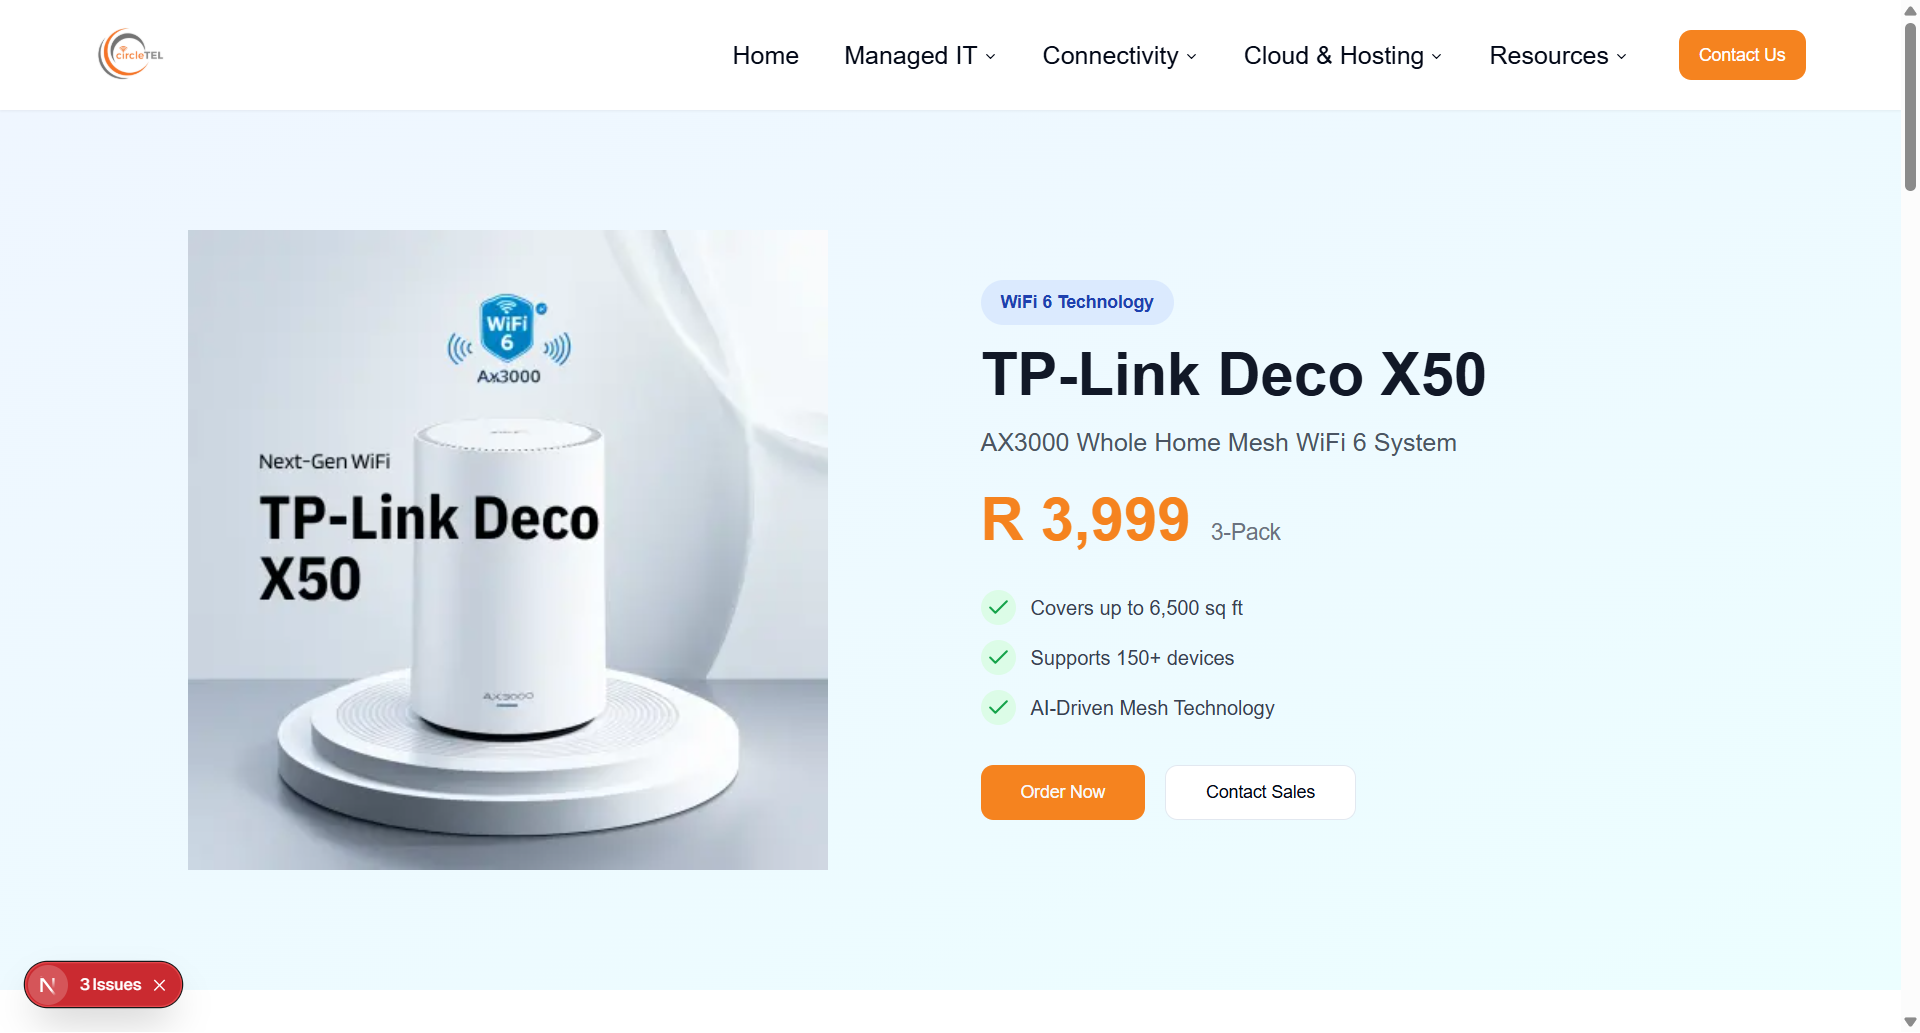 circleTEL
Home
Managed IT
Connectivity
Cloud & Hosting
Resources
Contact Us
WiFi
6
Ax3000
Next-Gen WiFi
TP-Link Deco
X50
AX3000
WiFi 6 Technology
TP-Link Deco X50
AX3000 Whole Home Mesh WiFi 6 System
R 3,999 3-Pack
Covers up to 6,500 sq ft
Supports 150+ devices
AI-Driven Mesh Technology
Order Now
Contact Sales
N
3 Issues